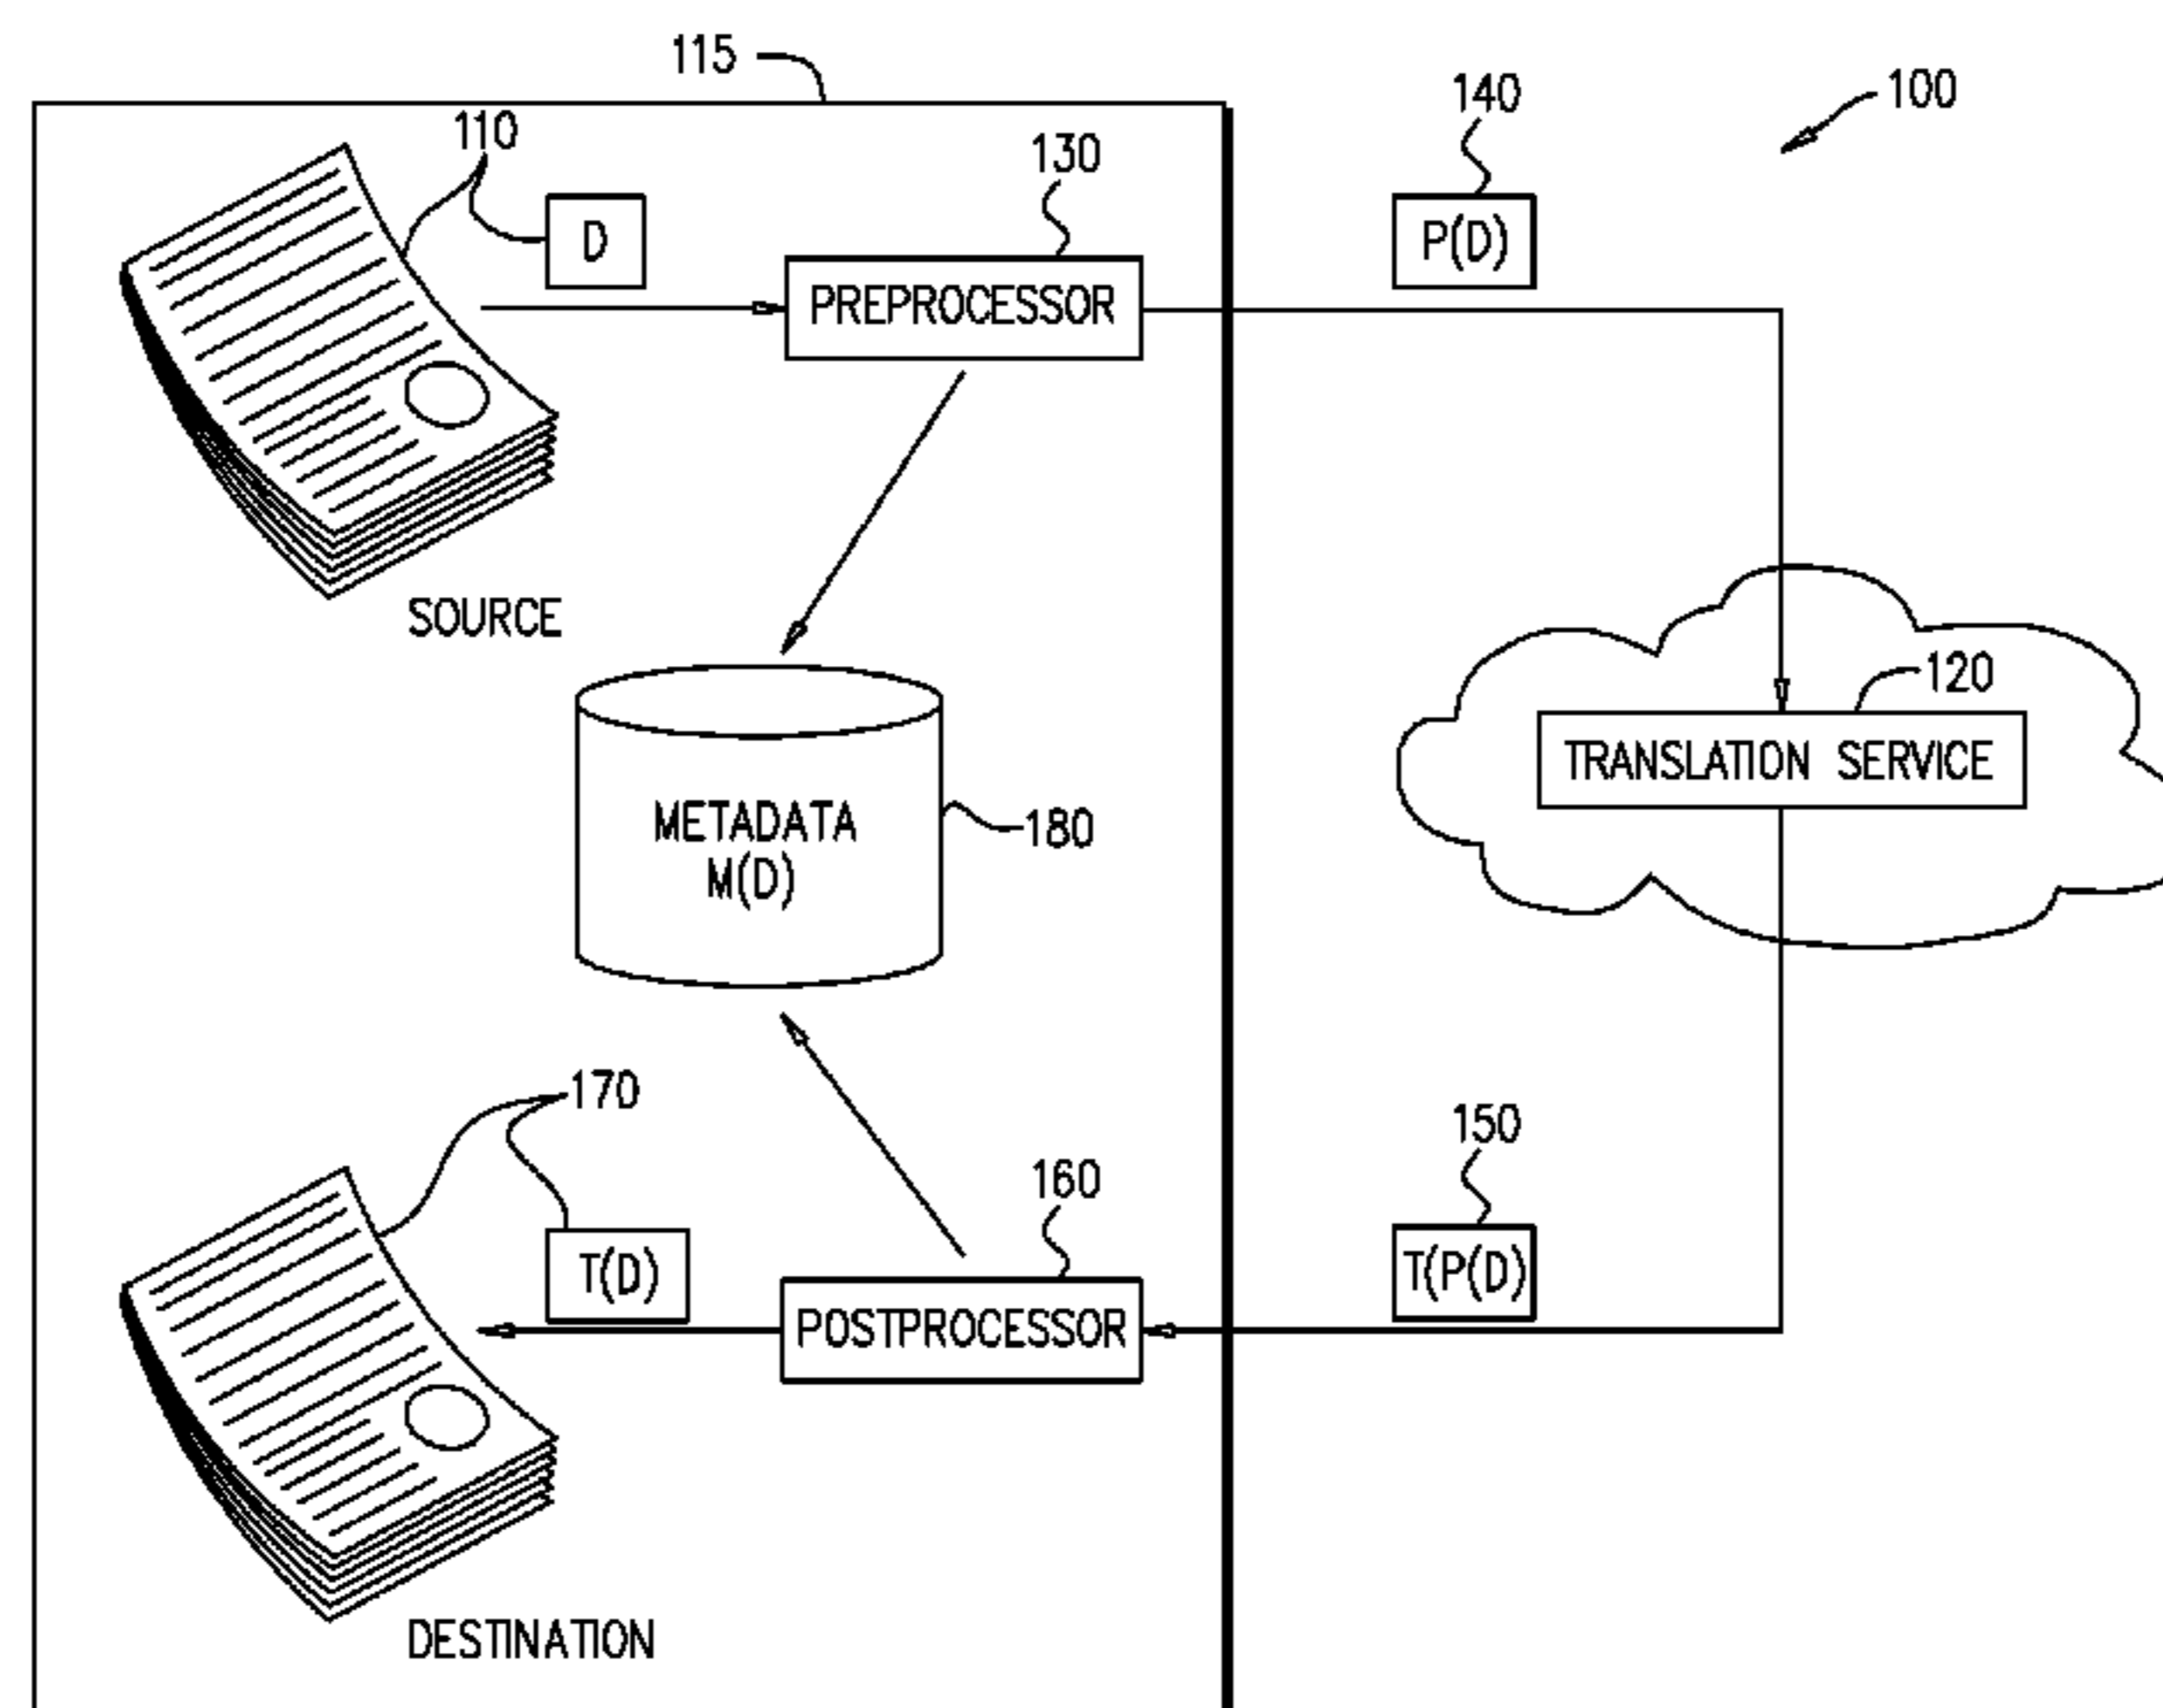 115
140
100
110
130
D
P(D)
PREPROCESSOR
SOURCE
120
TRANSLATION SERVICE
METADATA
M(D)
180
170
150
160
T(D)
T(P(D)
POSTPROCESSOR
DESTINATION